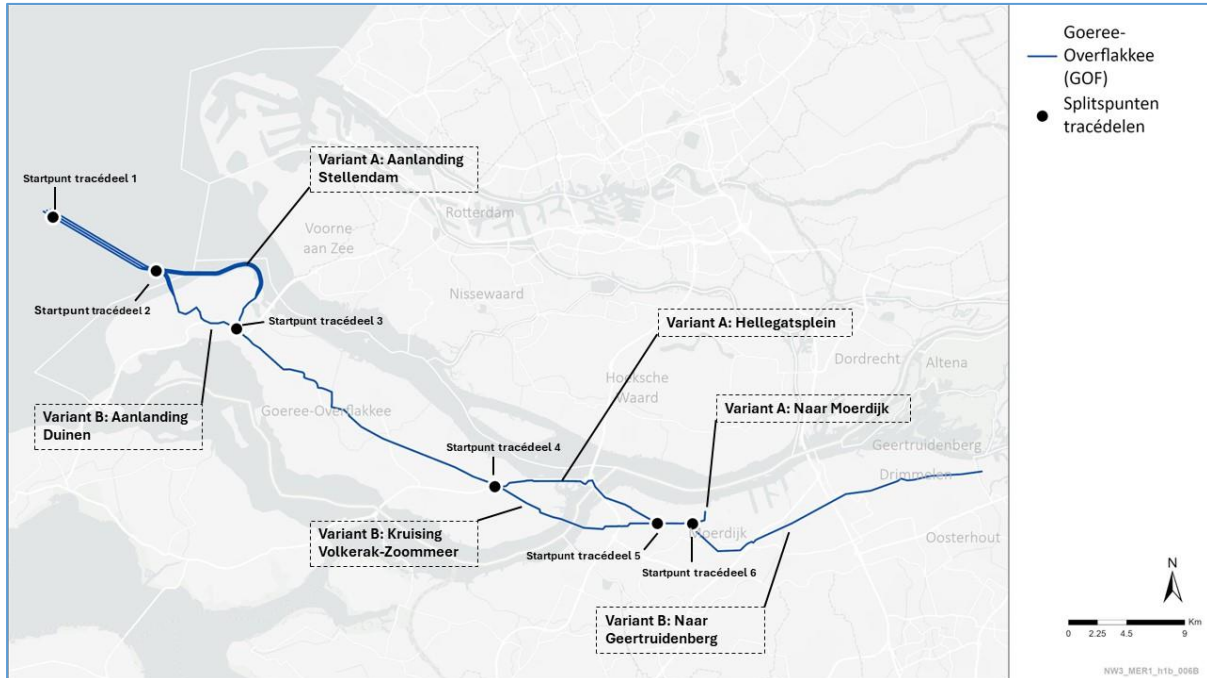 Goeree-
Overflakkee
(GOF)
Splitspunten
tracédelen
Variant A: Aanlanding
Stellendam
Startpunt tracédeel 1
Rotterdam
Voorne
aan Zee
Nissewaard
Startpunt tracédeel 2
Startpunt tracédeel 3
Variant A: Hellegatsplein
Dordrecht
Altena
Hoeksche
Waard
Variant B: Aanlanding
Duinen
Goeree-Overflakkee
Variant A: Naar Moerdijk
Geertruidenberg
Startpunt tracédeel 4
Drimmelen
Variant B: Kruising
Volkerak-Zoommeer
Moerdijk
Startpunt tracédeel 5
Oosterhout
Startpunt tracédeel 6
Variant B: Naar
Geertruidenberg
N
Km
0 2.25 4.5 9
NW3_MER1_h1b_006B